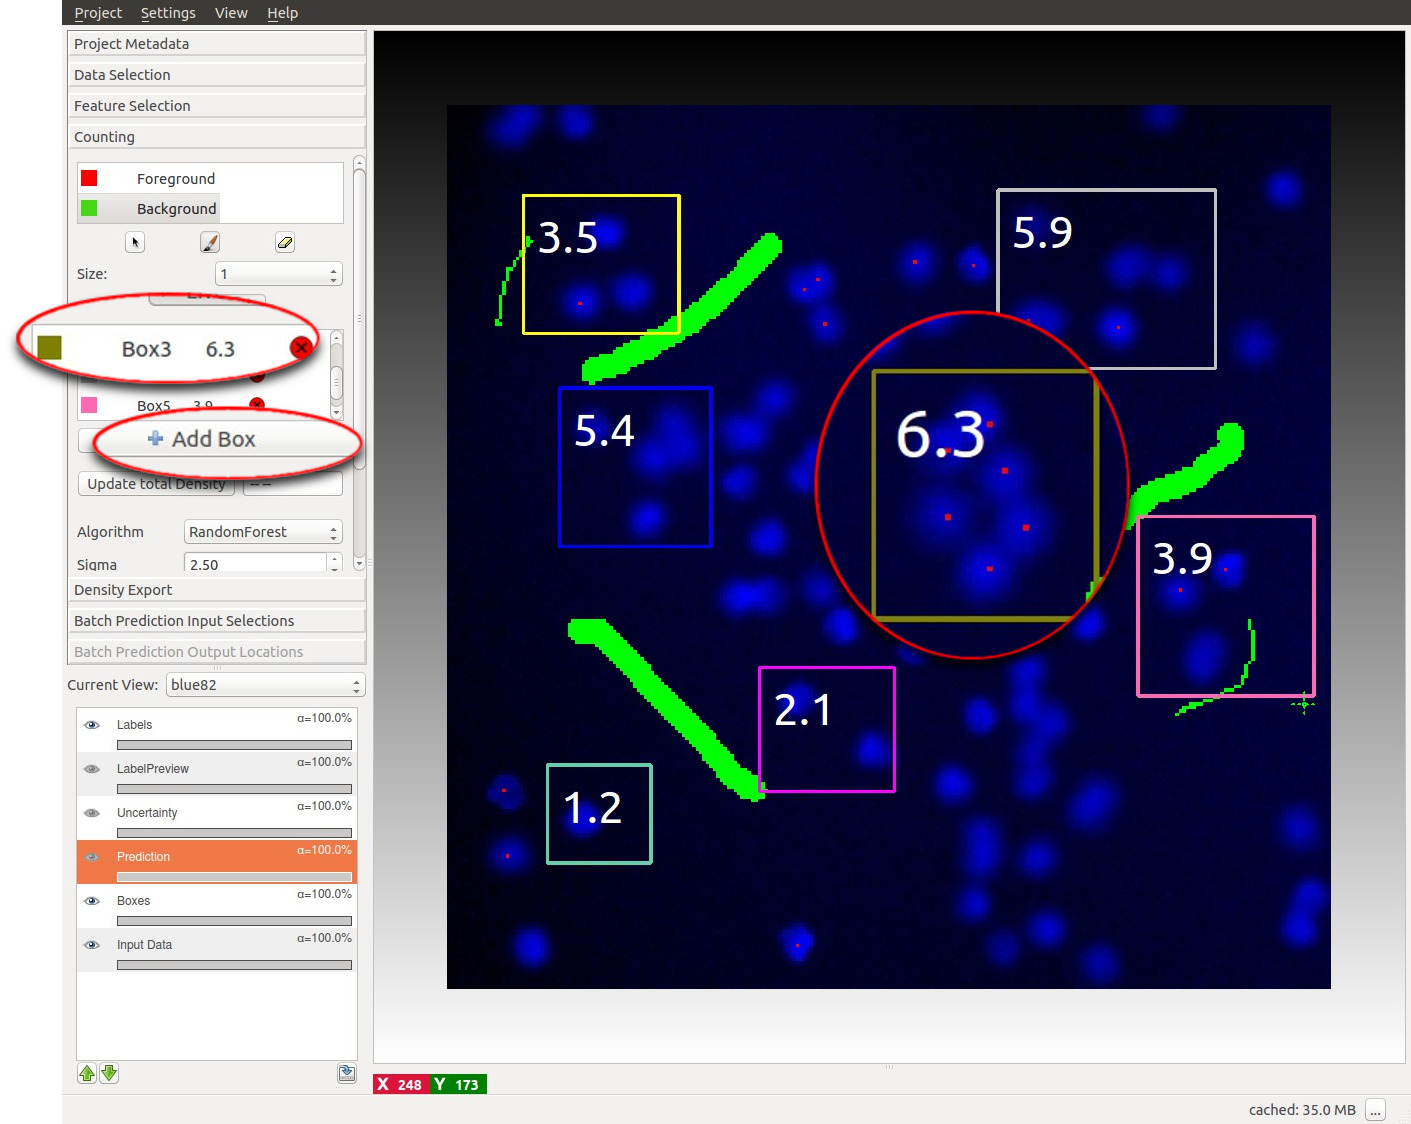 Project Settings View Help
Project Metadata
Data Selection
Feature Selection
Counting
Foreground
Background
Size: 1
Box3 6.3
Box5 3.9
Add Box
Update total Density
Algorithm RandomForest
Sigma 2.50
Density Export
Batch Prediction Input Selections
Batch Prediction Output Locations
Current View: blue82
Labels α=100.0%
LabelPreview α=100.0%
Uncertainty α=100.0%
Prediction α=100.0%
Boxes α=100.0%
Input Data α=100.0%
3.5
5.9
5.4
6.3
3.9
2.1
1.2
X 248 Y 173
cached: 35.0 MB ...